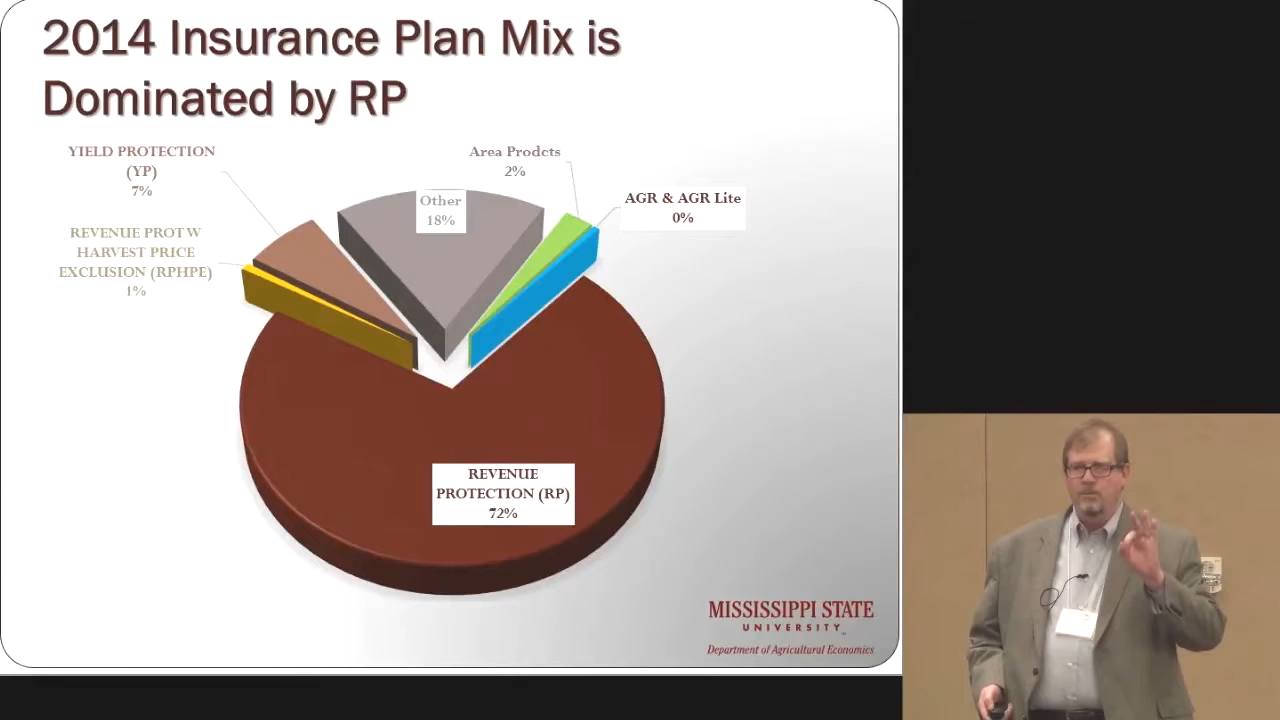 2014 Insurance Plan Mix is
Dominated by RP
YIELD PROTECTION
(YP)
7%
REVENUE PROT W
HARVEST PRICE
EXCLUSION (RPHPE)
1%
Other
18%
Area Prodcts
2%
AGR & AGR Lite
0%
REVENUE
PROTECTION (RP)
72%
MISSISSIPPI STATE
UNIVERSITY™
Department of Agricultural Economics